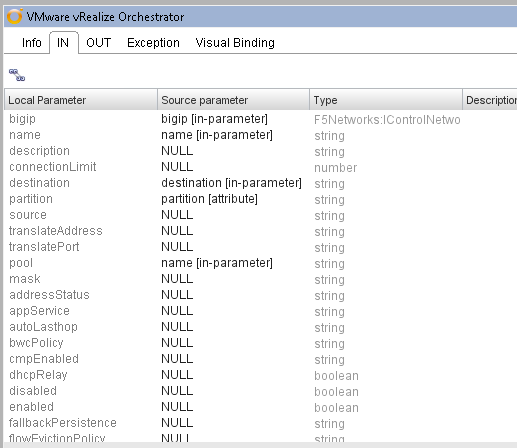 VMware vRealize Orchestrator
Info IN OUT Exception Visual Binding
Local Parameter Source parameter Type Description
bigip bigip [in-parameter] F5Networks:IControlNetwo
name name [in-parameter] string
description NULL string
connectionLimit NULL number
destination destination [in-parameter] string
partition partition [attribute] string
source NULL string
translateAddress NULL string
translatePort NULL string
pool name [in-parameter] string
mask NULL string
addressStatus NULL string
appService NULL string
autoLasthop NULL string
bwcPolicy NULL string
cmpEnabled NULL string
dhcpRelay NULL boolean
disabled NULL boolean
enabled NULL boolean
fallbackPersistence NULL string
flowEvictionPolicy NULL string